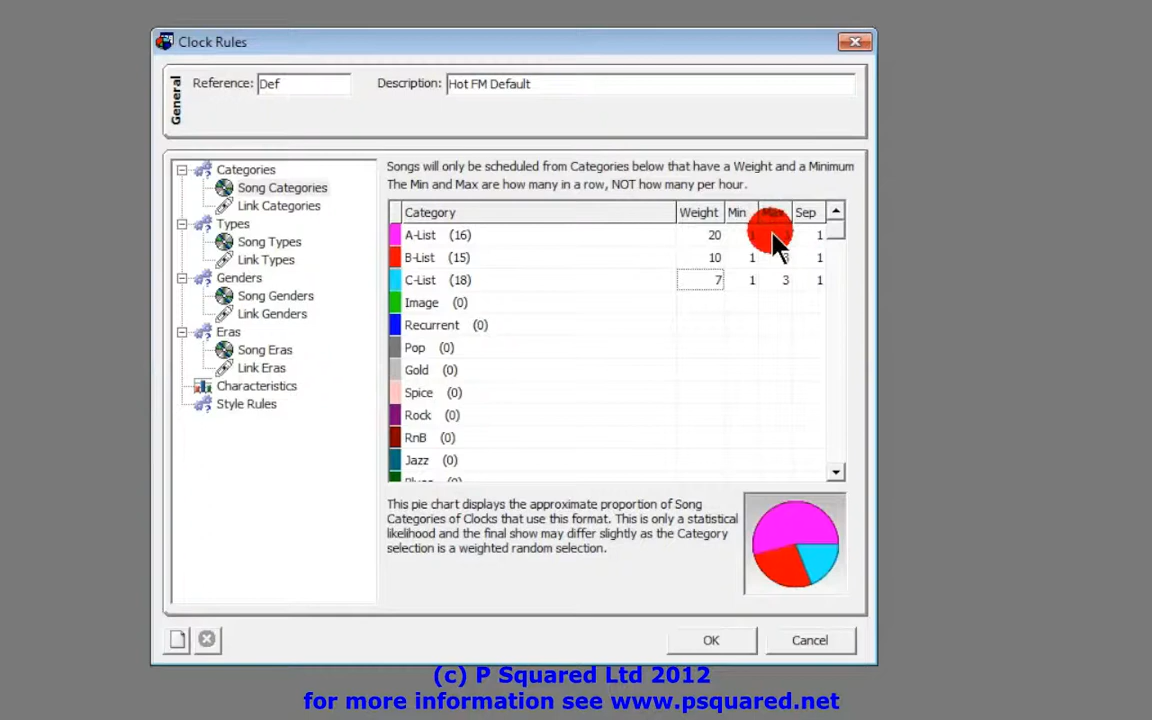 Clock Rules
General
Reference: Def Description: Hot FM Default
Categories
Song Categories
Link Categories
Types
Song Types
Link Types
Genders
Song Genders
Link Genders
Eras
Song Eras
Link Eras
Characteristics
Style Rules
Songs will only be scheduled from Categories below that have a Weight and a Minimum
The Min and Max are how many in a row, NOT how many per hour.
Category Weight Min Max Sep
A-List (16) 20 1
B-List (15) 10 1 3 1
C-List (18) 7 1 3 1
Image (0)
Recurrent (0)
Pop (0)
Gold (0)
Spice (0)
Rock (0)
RnB (0)
Jazz (0)
This pie chart displays the approximate proportion of Song
Categories of Clocks that use this format. This is only a statistical
likelihood and the final show may differ slightly as the Category
selection is a weighted random selection.
OK Cancel
(c) P Squared Ltd 2012
for more information see www.psquared.net